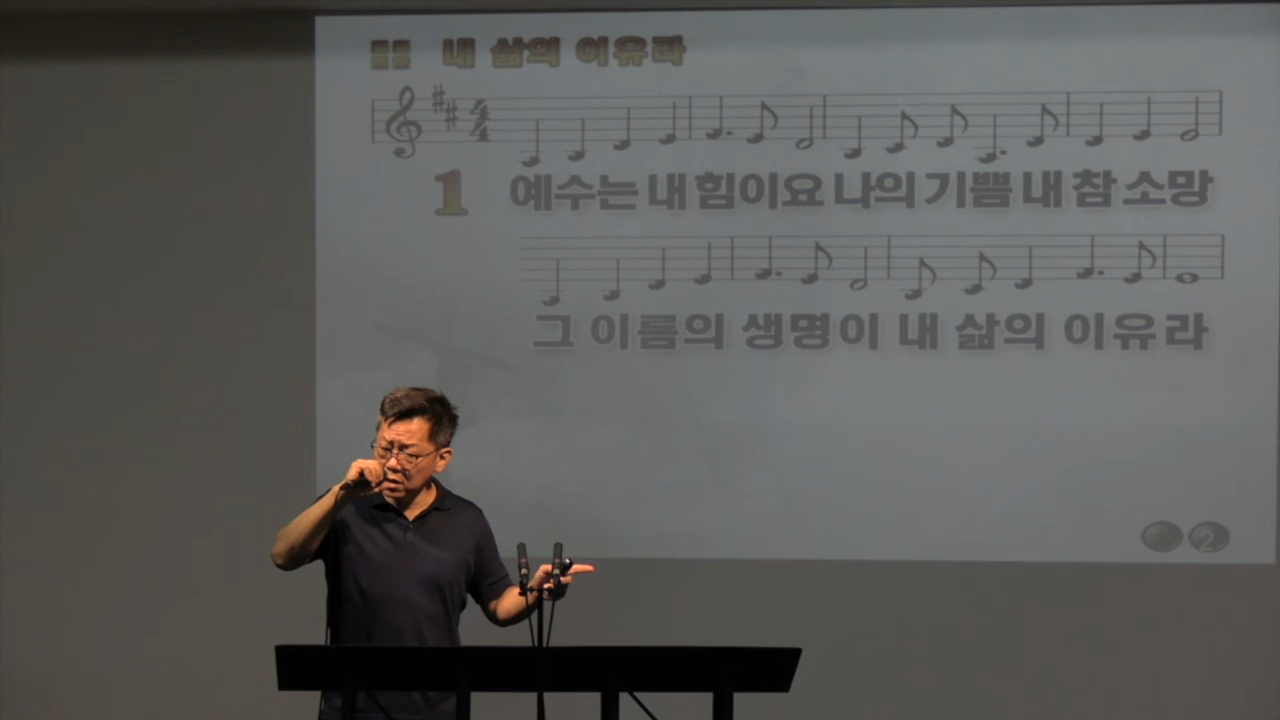 내 삶의 이유라
1 예수는 내 힘이요 나의 기쁨 내 참 소망
그 이름의 생명이 내 삶의 이유라
2